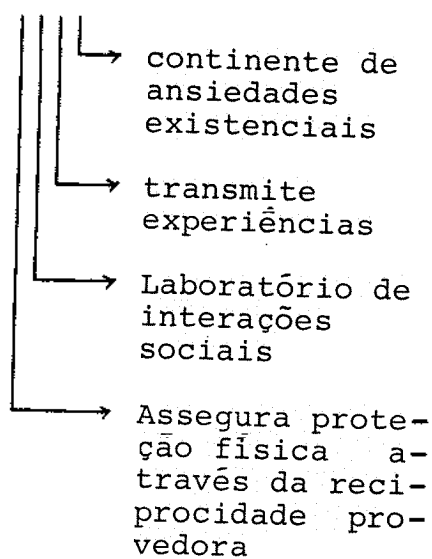 continente de
ansiedades
existenciais
transmite
experiências
Laboratório de
interações
sociais
Assegura prote-
ção física a-
través da reci-
procidade pro-
vedora